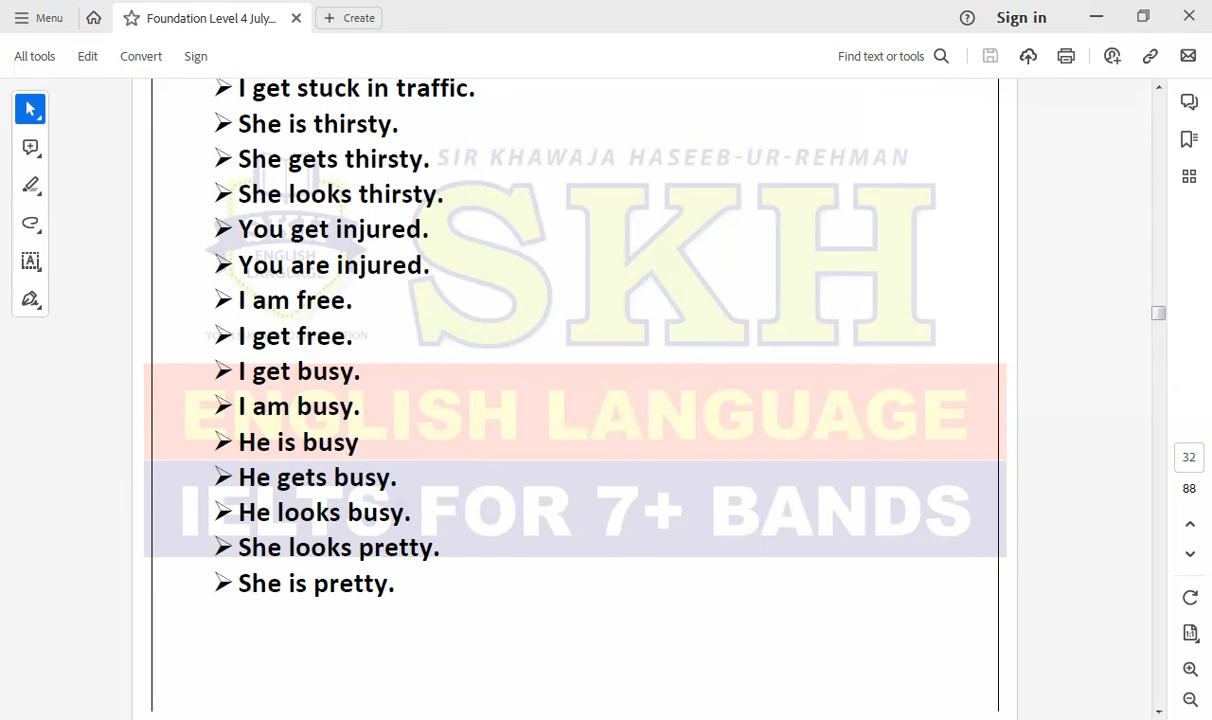 Menu
Foundation Level 4 July...
Create
Sign in
All tools
Edit
Convert
Sign
Find text or tools
➢ I get stuck in traffic.
➢ She is thirsty.
SIR KHAWAJA HASEEB-UR-REHMAN
➢ She gets thirsty.
➢ She looks thirsty.
SKH
➢ You get injured.
ENGLISH
➢ You are injured.
LANGUAGE
➢ I am free.
➢ I get free.
➢ I get busy.
➢ I am busy.
ENGLISH LANGUAGE
➢ He is busy
32
➢ He gets busy.
88
➢ He looks busy.
IELTS FOR 7+ BANDS
➢ She looks pretty.
➢ She is pretty.